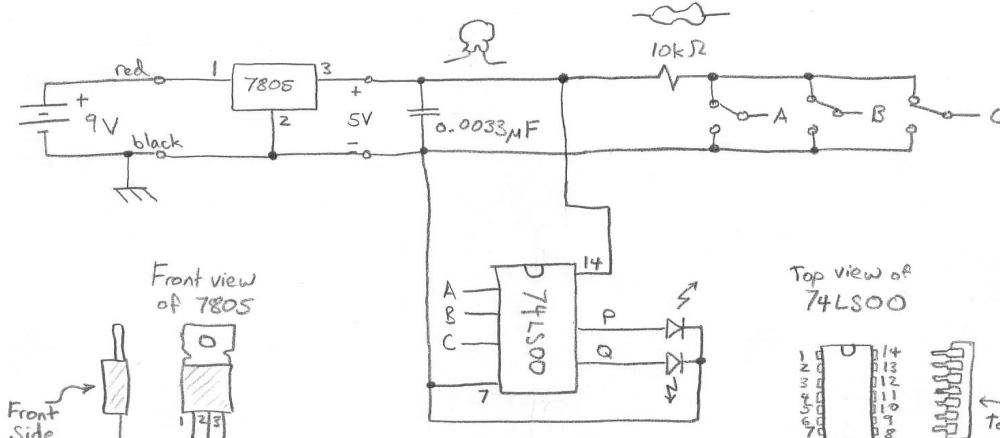 10kΩ
red
1
7805
3
+
9V
+
5V
-
2
black
0.0033μF
A
B
C
Front view
of 7805
Front
Side
1 2 3
A
B
C
74LS00
14
7
P
Q
Top view of
74LS00
1
2
3
4
5
6
7
14
13
12
11
10
9
8